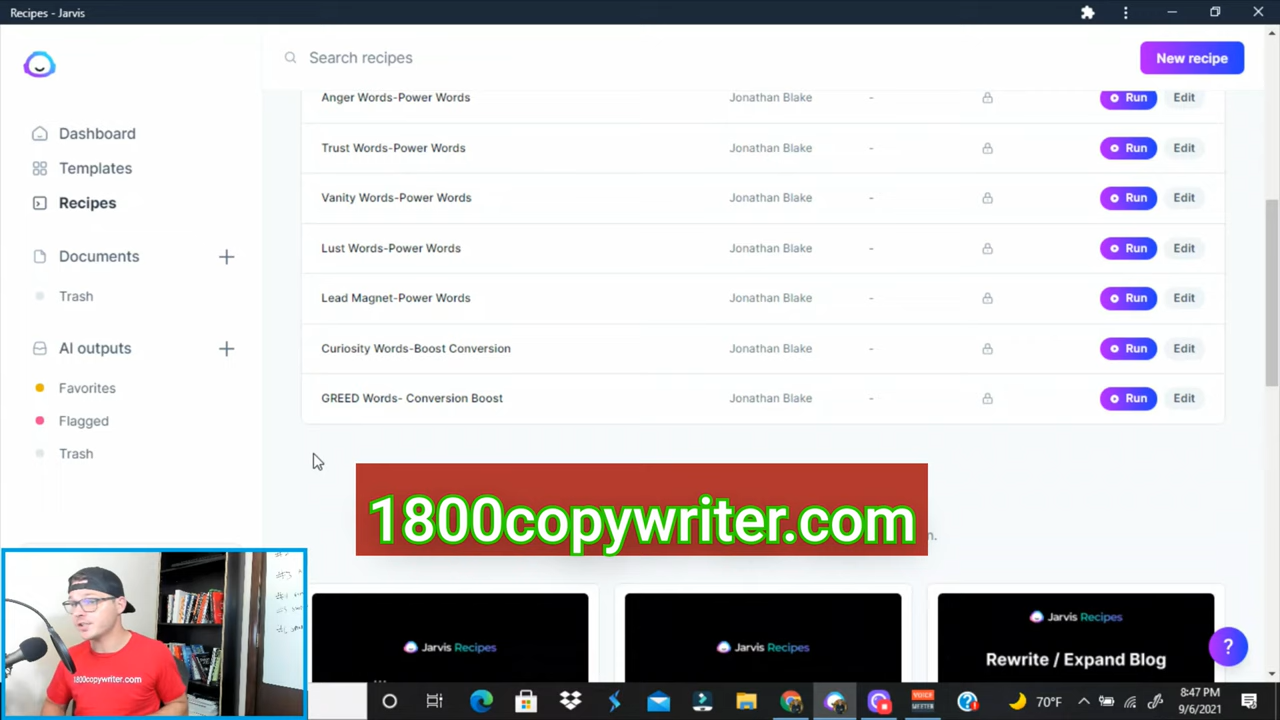 Recipes - Jarvis
Search recipes
New recipe
Anger Words-Power Words Jonathan Blake - Run Edit
Dashboard
Trust Words-Power Words Jonathan Blake - Run Edit
Templates
Vanity Words-Power Words Jonathan Blake - Run Edit
Recipes
Lust Words-Power Words Jonathan Blake - Run Edit
Documents +
Trash
Lead Magnet-Power Words Jonathan Blake - Run Edit
AI outputs +
Curiosity Words-Boost Conversion Jonathan Blake - Run Edit
Favorites
GREED Words- Conversion Boost Jonathan Blake - Run Edit
Flagged
Trash
1800copywriter.com
n.
Jarvis Recipes
Jarvis Recipes
Jarvis Recipes
Rewrite / Expand Blog
?
1800copywriter.com
VOICE
70°F
8:47 PM
9/6/2021